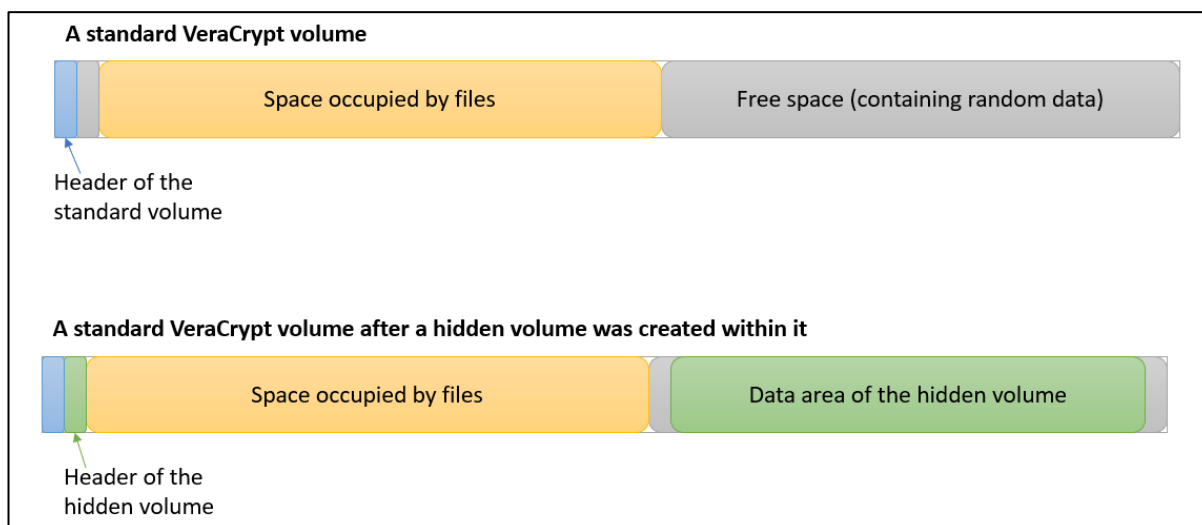 A standard VeraCrypt volume
Space occupied by files
Free space (containing random data)
Header of the
standard volume
A standard VeraCrypt volume after a hidden volume was created within it
Space occupied by files
Data area of the hidden volume
Header of the
hidden volume